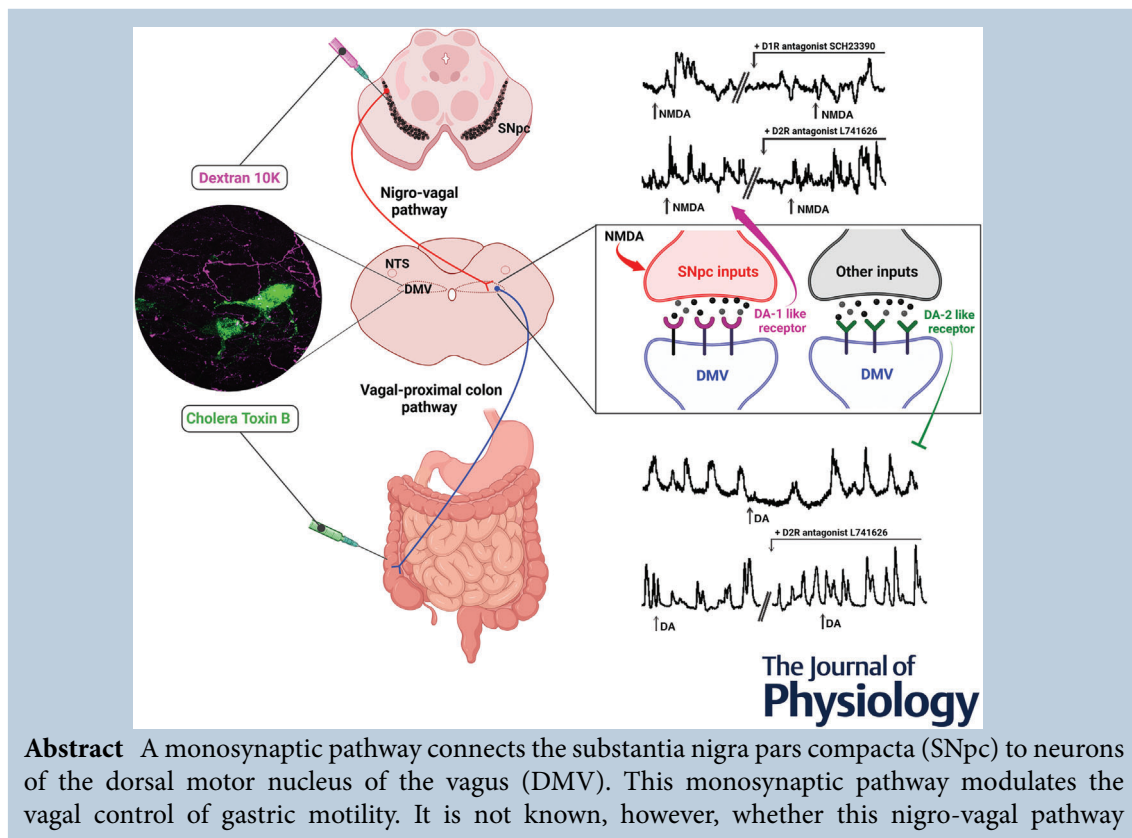 + D1R antagonist SCH23390
NMDA
NMDA
SNpc
+ D2R antagonist L741626
Dextran 10K
Nigro-vagal
pathway
NMDA
NMDA
NMDA
NTS
DMV
SNpc inputs
Other inputs
DA-1 like
receptor
DA-2 like
receptor
DMV
DMV
Vagal-proximal colon
pathway
Cholera Toxin B
DA
+ D2R antagonist L741626
DA
DA
The Journal of
Physiology
Abstract A monosynaptic pathway connects the substantia nigra pars compacta (SNpc) to neurons
of the dorsal motor nucleus of the vagus (DMV). This monosynaptic pathway modulates the
vagal control of gastric motility. It is not known, however, whether this nigro-vagal pathway